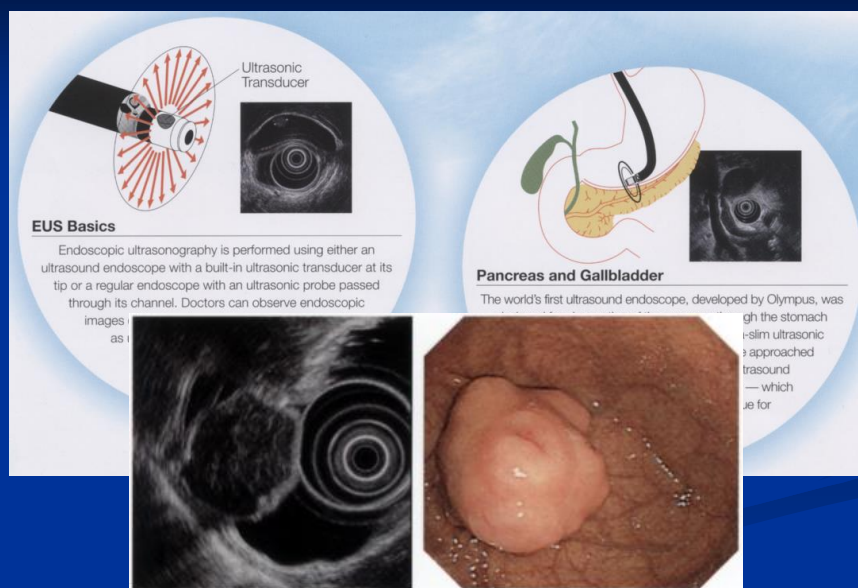 Ultrasonic
Transducer
EUS Basics
Endoscopic ultrasonography is performed using either an
ultrasound endoscope with a built-in ultrasonic transducer at its
tip or a regular endoscope with an ultrasonic probe passed
through its channel. Doctors can observe endoscopic
images
as
Pancreas and Gallbladder
The world's first ultrasound endoscope, developed by Olympus, was
the stomach
-slim ultrasonic
approached
— which
for